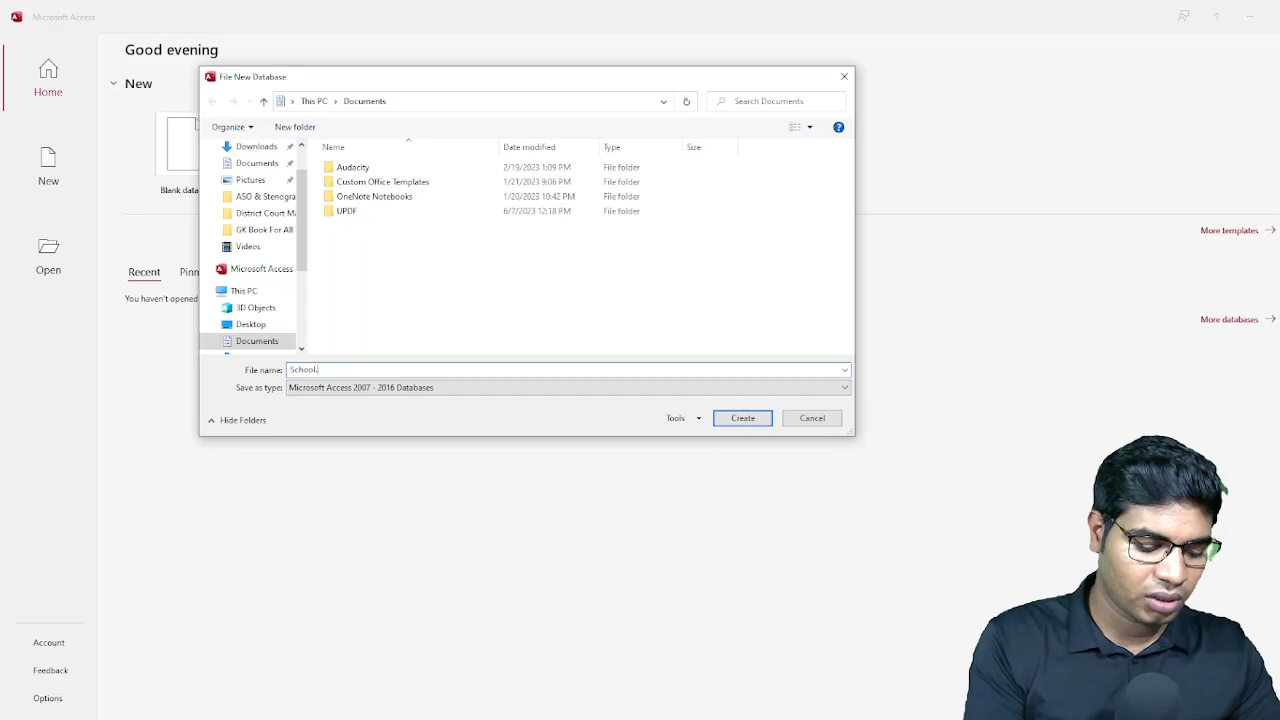 Microsoft Access
?
Good evening
Home
New
Blank data
New
Open
Recent
Pinn
You haven't opened
More templates
More databases
Account
Feedback
Options
File New Database
This PC
Documents
Search Documents
Organize
New folder
Name
Date modified
Type
Size
Downloads
Documents
Pictures
ASO & Stenogra
District Court Ma
GK Book For All
Videos
Microsoft Access
This PC
3D Objects
Desktop
Documents
Audacity 2/19/2023 1:09 PM File folder
Custom Office Templates 1/21/2023 9:06 PM File folder
OneNote Notebooks 1/20/2023 10:42 PM File folder
UPDF 6/7/2023 12:18 PM File folder
File name: School.
Save as type: Microsoft Access 2007 - 2016 Databases
Hide Folders
Tools
Create
Cancel